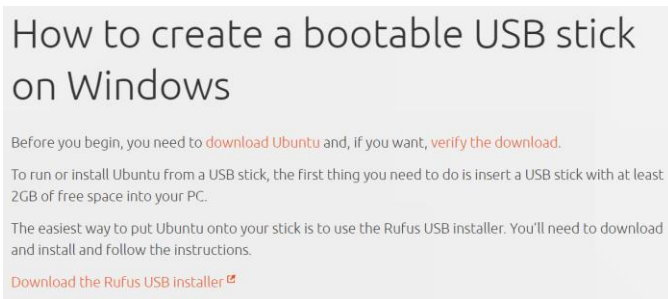 How to create a bootable USB stick
on Windows
Before you begin, you need to download Ubuntu and, if you want, verify the download.
To run or install Ubuntu from a USB stick, the first thing you need to do is insert a USB stick with at least
2GB of free space into your PC.
The easiest way to put Ubuntu onto your stick is to use the Rufus USB installer. You'll need to download
and install and follow the instructions.
Download the Rufus USB installer